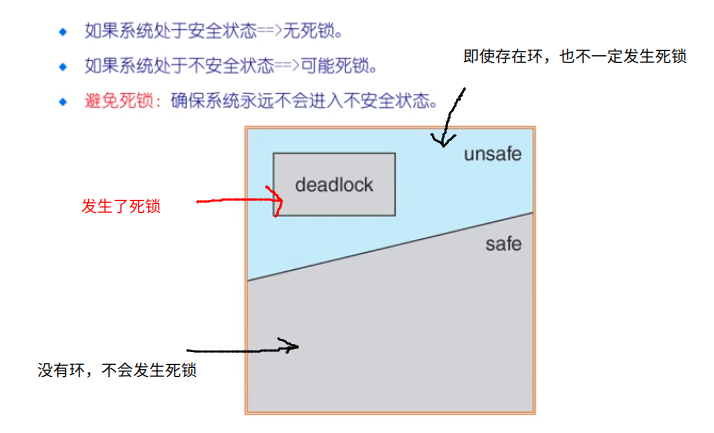 如果系统处于安全状态==>无死锁。
即使存在环，也不一定发生死锁
如果系统处于不安全状态==>可能死锁。
避免死锁：确保系统永远不会进入不安全状态。
unsafe
deadlock
发生了死锁
safe
没有环，不会发生死锁